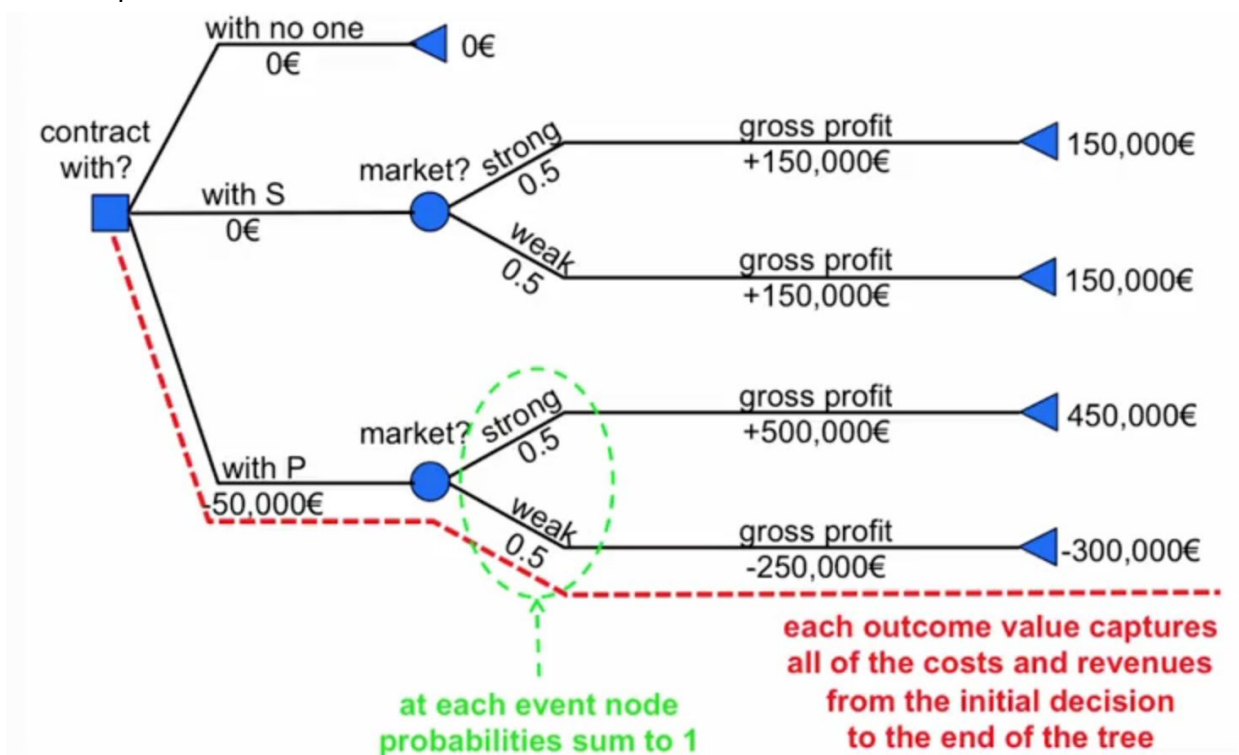 with no one
0€
0€
contract
with?
with S
0€
market?
strong
0.5
gross profit
+150,000€
150,000€
weak
0.5
gross profit
+150,000€
150,000€
with P
-50,000€
market?
strong
0.5
gross profit
+500,000€
450,000€
weak
0.5
gross profit
-250,000€
-300,000€
at each event node
probabilities sum to 1
each outcome value captures
all of the costs and revenues
from the initial decision
to the end of the tree